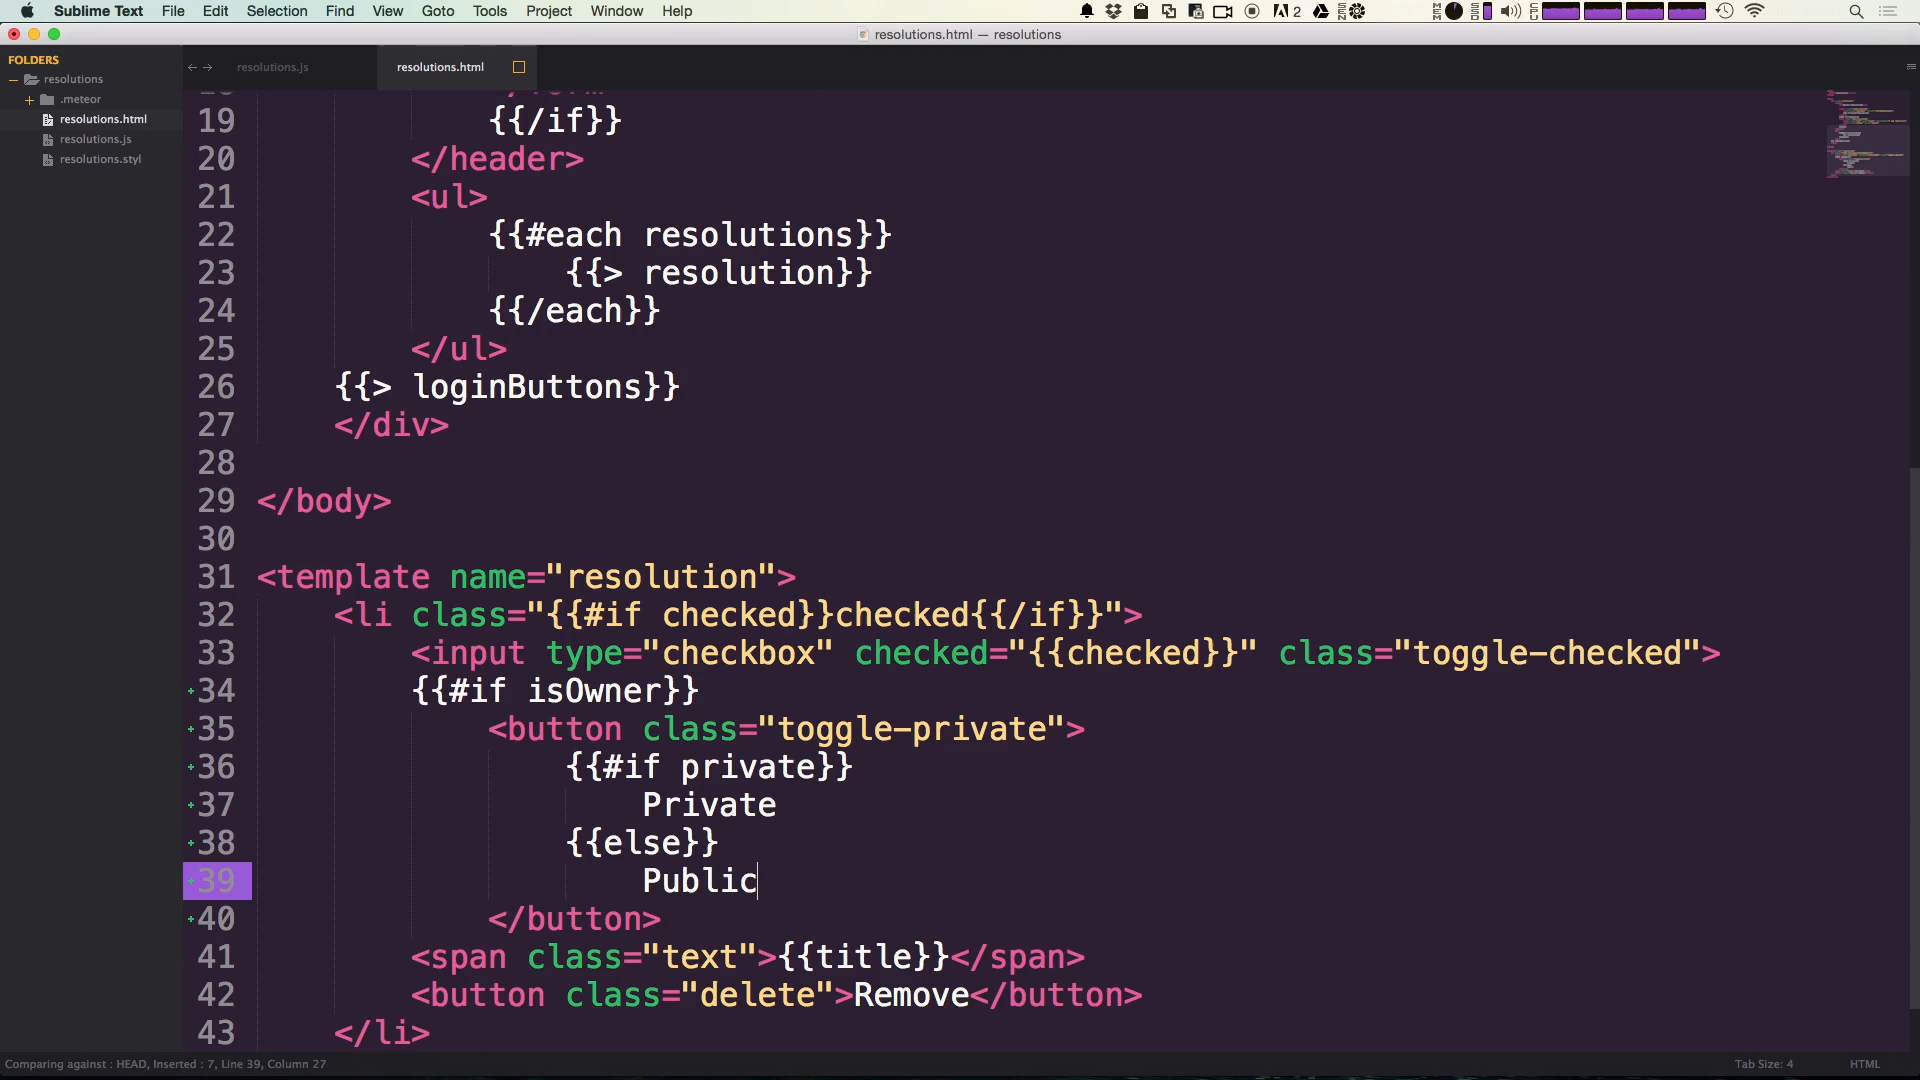 Sublime Text File Edit Selection Find View Goto Tools Project Window Help
2
resolutions.html — resolutions
FOLDERS
resolutions
.meteor
resolutions.html
resolutions.js
resolutions.styl
resolutions.js
resolutions.html
19 {{/if}}
20 </header>
21 <ul>
22 {{#each resolutions}}
23 {{> resolution}}
24 {{/each}}
25 </ul>
26 {{> loginButtons}}
27 </div>
28
29 </body>
30
31 <template name="resolution">
32 <li class="{{#if checked}}checked{{/if}}">
33 <input type="checkbox" checked="{{checked}}" class="toggle-checked">
34 {{#if isOwner}}
35 <button class="toggle-private">
36 {{#if private}}
37 Private
38 {{else}}
39 Public
40 </button>
41 <span class="text">{{title}}</span>
42 <button class="delete">Remove</button>
43 </li>
Comparing against : HEAD, Inserted : 7, Line 39, Column 27
Tab Size: 4
HTML